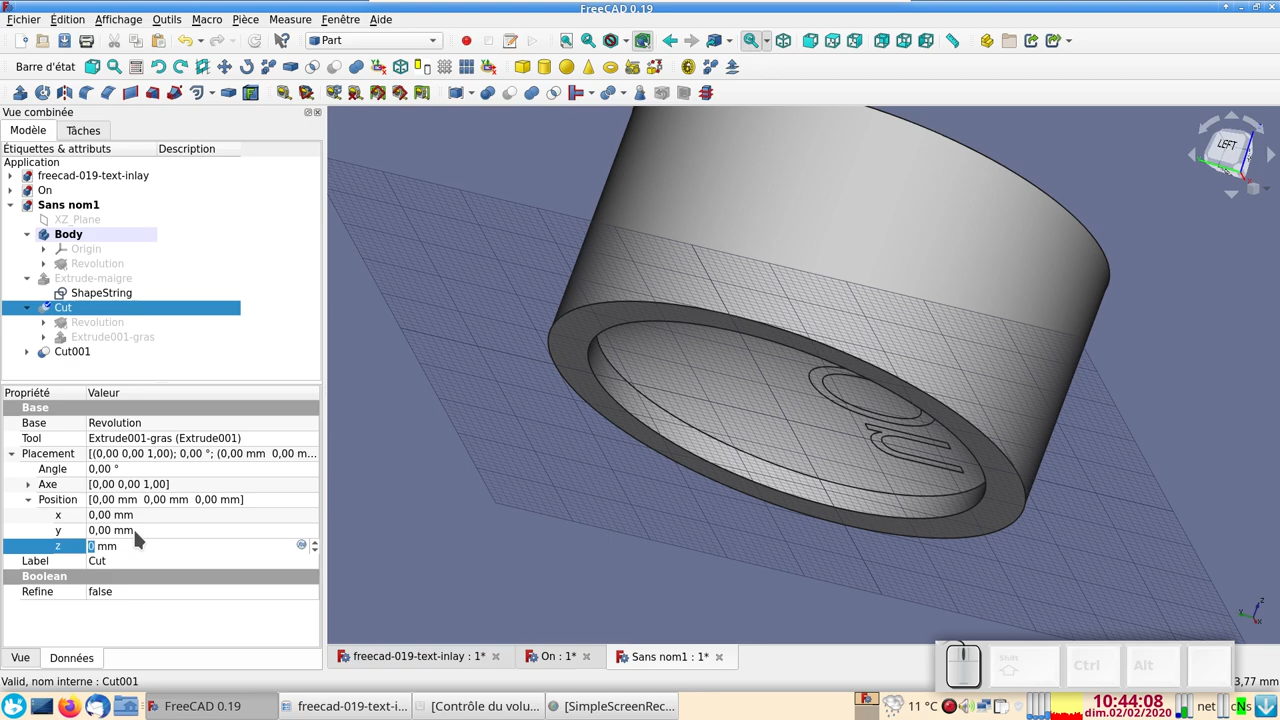 FreeCAD 0.19
Fichier Édition Affichage Outils Macro Pièce Measure Fenêtre Aide
Part
Barre d'état
Vue combinée
Modèle Tâches
Étiquettes & attributs Description
Application
freecad-019-text-inlay
On
Sans nom1
XZ_Plane
Body
Origin
Revolution
Extrude-maigre
ShapeString
Cut
Revolution
Extrude001-gras
Cut001
Propriété Valeur
Base
Base Revolution
Tool Extrude001-gras (Extrude001)
Placement [(0,00 0,00 1,00); 0,00 °; (0,00 mm 0,00 m...
Angle 0,00 °
Axe [0,00 0,00 1,00]
Position [0,00 mm 0,00 mm 0,00 mm]
x 0,00 mm
y 0,00 mm
z 0 mm
Label Cut
Boolean
Refine false
Vue Données
LEFT
freecad-019-text-inlay : 1* On : 1* Sans nom1 : 1*
Shift Ctrl Alt
Valid, nom interne : Cut001 3,77 mm
FreeCAD 0.19 freecad-019-text-i... [Contrôle du volu... [SimpleScreenRec... 11 °C net 10:44:08
dim.02/02/2020